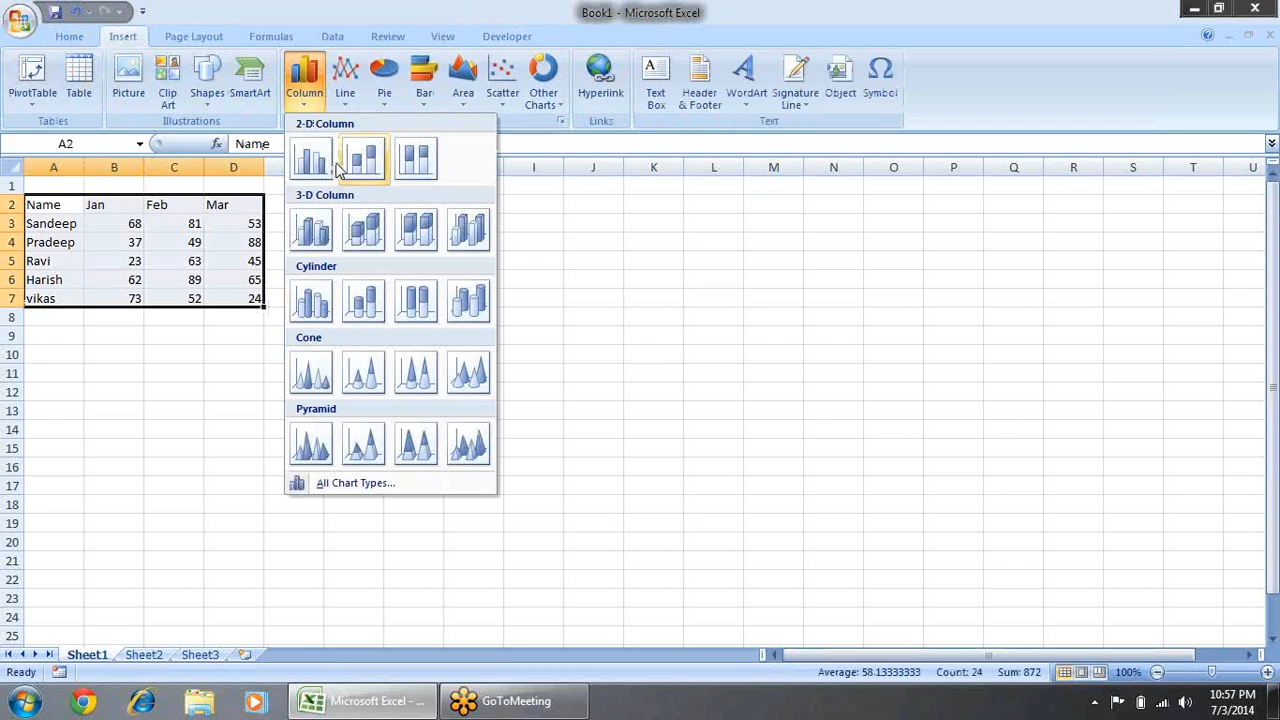 Book1 - Microsoft Excel
Home Insert Page Layout Formulas Data Review View Developer
PivotTable Table Picture Clip Art Shapes SmartArt Column Line Pie Bar Area Scatter Other Charts Hyperlink Text Box Header & Footer WordArt Signature Line Object Symbol
Tables Illustrations Links Text
A2 fx Name
2-D Column
3-D Column
Cylinder
Cone
Pyramid
All Chart Types...
A B C D I J K L M N O P Q R S T U
1
2 Name Jan Feb Mar
3 Sandeep 68 81 53
4 Pradeep 37 49 88
5 Ravi 23 63 45
6 Harish 62 89 65
7 vikas 73 52 24
8
9
10
11
12
13
14
15
16
17
18
19
20
21
22
23
24
25
Sheet1 Sheet2 Sheet3
Ready Average: 58.13333333 Count: 24 Sum: 872 100%
Microsoft Excel - ... GoToMeeting 10:57 PM
7/3/2014